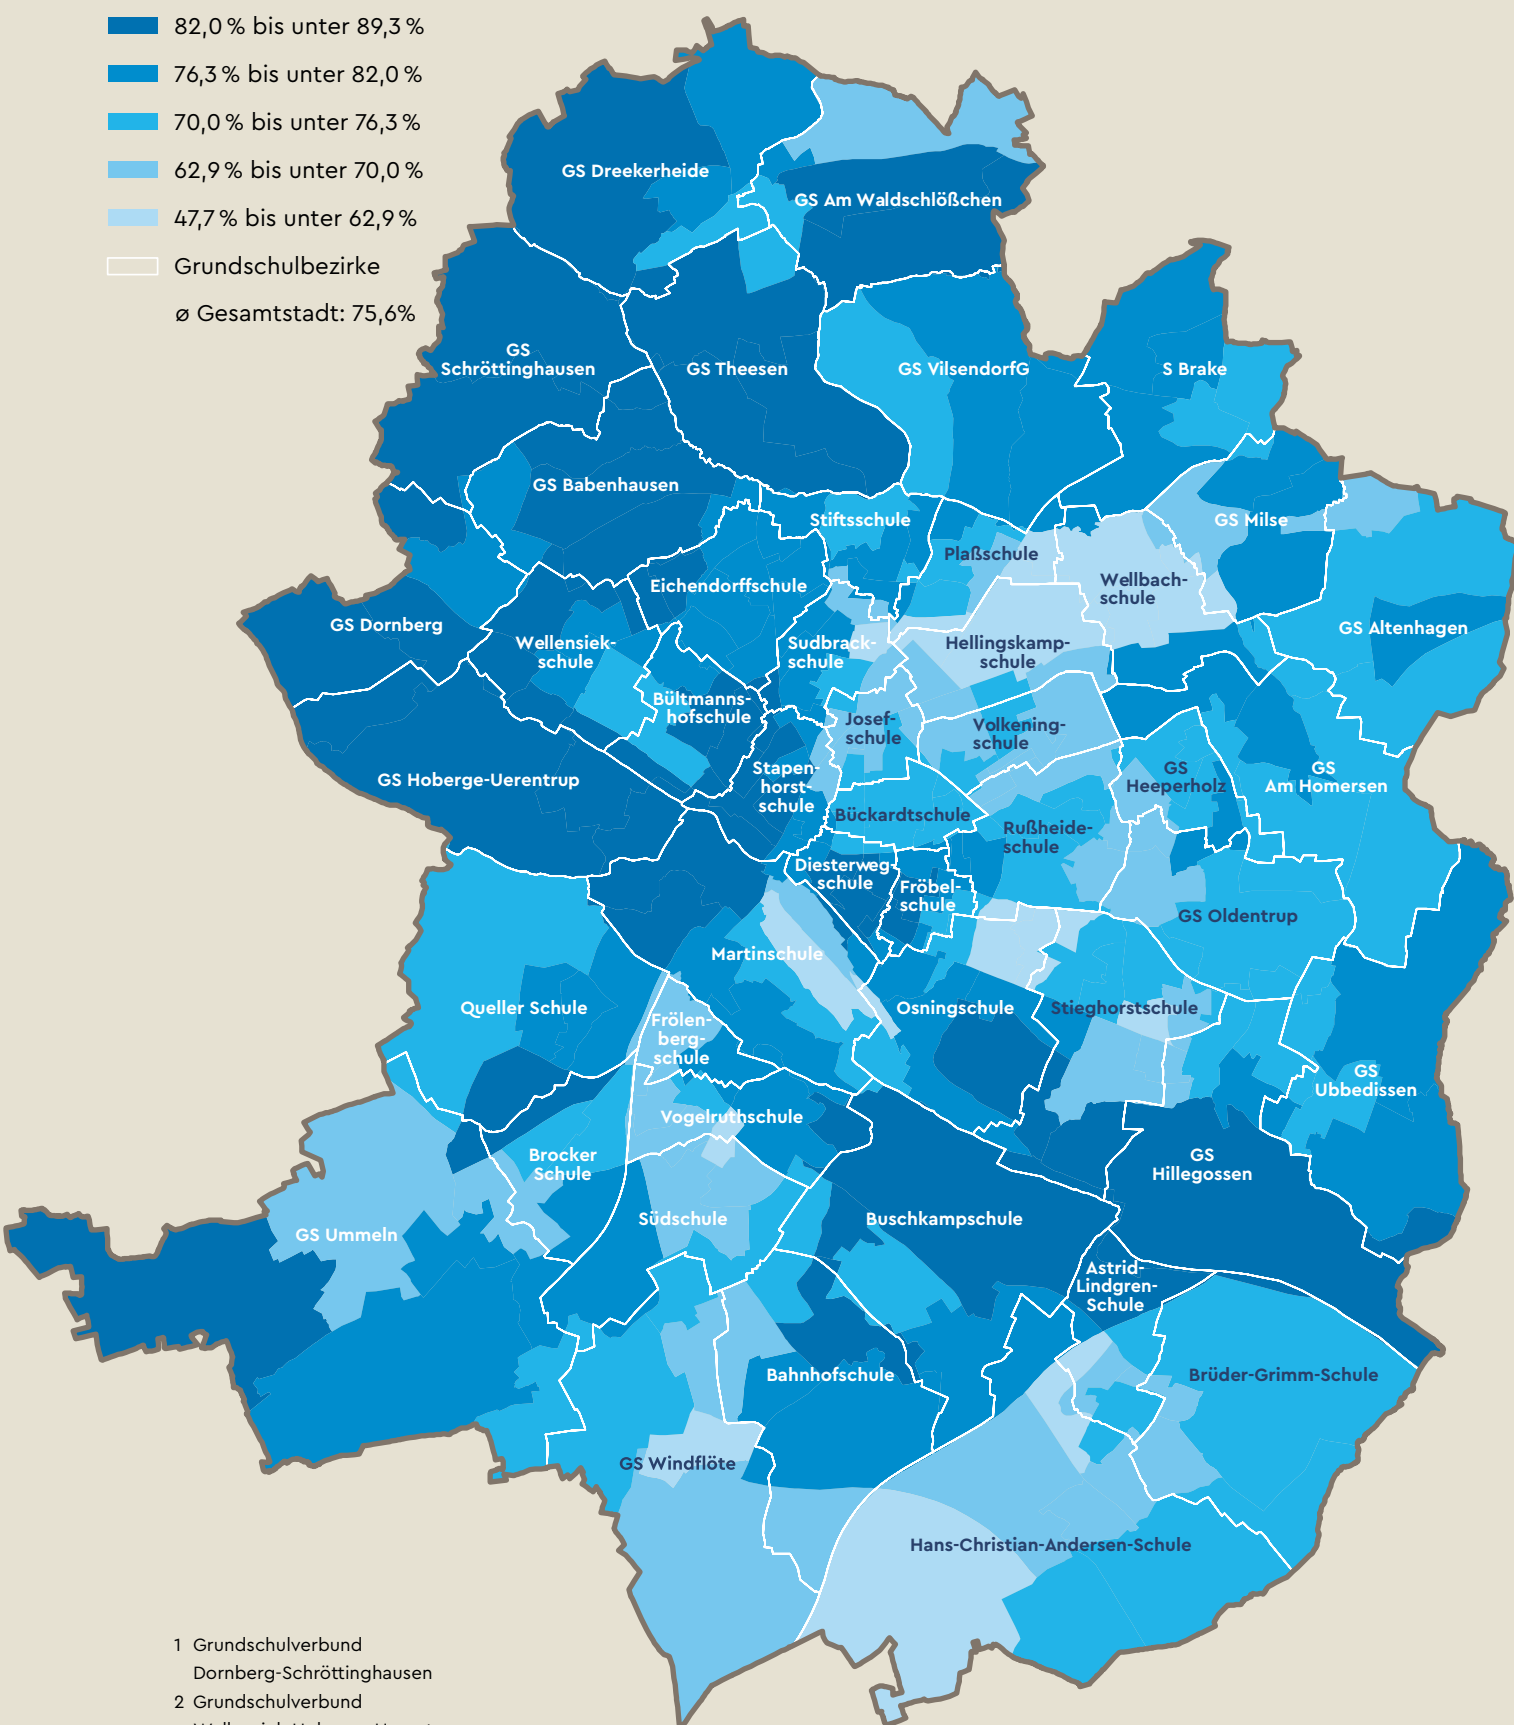 82,0 % bis unter 89,3 %
76,3 % bis unter 82,0 %
70,0 % bis unter 76,3 %
62,9 % bis unter 70,0 %
47,7 % bis unter 62,9 %
Grundschulbezirke
ø Gesamtstadt: 75,6%
GS Dreekerheide
GS Am Waldschlößchen
GS
Schröttinghausen
GS Theesen
GS VilsendorfG
S Brake
GS Babenhausen
Stiftsschule
GS Milse
Plaßschule
Eichendorffschule
Wellbach-
schule
GS Dornberg
GS Altenhagen
Wellensiek-
schule
Sudbrack-
schule
Hellingskamp-
schule
Bültmanns-
hofschule
Josef-
schule
Volkening-
schule
GS Hoberge-Uerentrup
Stapen-
horst-
schule
GS
Heeperholz
GS
Am Homersen
Bückardtschule
Rußheide-
schule
Diesterweg-
schule
Fröbel-
schule
GS Oldentrup
Martinschule
Queller Schule
Frölen-
berg-
schule
Osningschule
Stieghorstschule
GS
Ubbedissen
Vogelruthschule
Brocker
Schule
GS
Hillegossen
GS Ummeln
Südschule
Buschkampschule
Astrid-
Lindgren-
Schule
Bahnhofschule
Brüder-Grimm-Schule
GS Windflöte
Hans-Christian-Andersen-Schule
1 Grundschulverbund
Dornberg-Schröttinghausen
2 Grundschulverbund